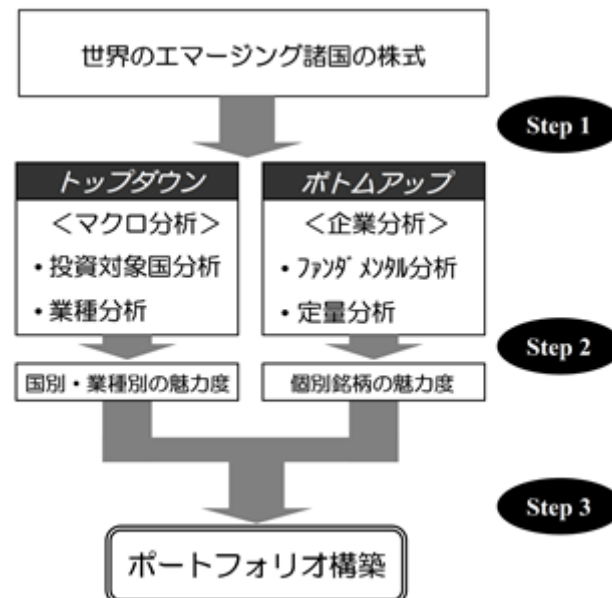 世界のエマージング諸国の株式
Step 1
トップダウン
＜マクロ分析＞
・投資対象国分析
・業種分析
ボトムアップ
＜企業分析＞
・ﾌｧﾝﾀﾞﾒﾝﾀﾙ分析
・定量分析
Step 2
国別・業種別の魅力度
個別銘柄の魅力度
Step 3
ポートフォリオ構築